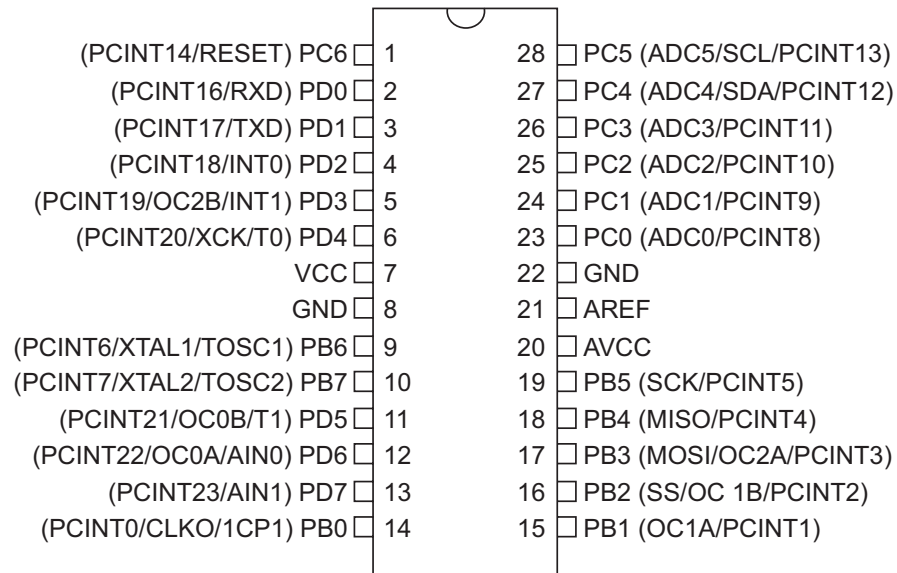 (PCINT14/RESET) PC6 1 28 PC5 (ADC5/SCL/PCINT13)
(PCINT16/RXD) PD0 2 27 PC4 (ADC4/SDA/PCINT12)
(PCINT17/TXD) PD1 3 26 PC3 (ADC3/PCINT11)
(PCINT18/INT0) PD2 4 25 PC2 (ADC2/PCINT10)
(PCINT19/OC2B/INT1) PD3 5 24 PC1 (ADC1/PCINT9)
(PCINT20/XCK/T0) PD4 6 23 PC0 (ADC0/PCINT8)
VCC 7 22 GND
GND 8 21 AREF
(PCINT6/XTAL1/TOSC1) PB6 9 20 AVCC
(PCINT7/XTAL2/TOSC2) PB7 10 19 PB5 (SCK/PCINT5)
(PCINT21/OC0B/T1) PD5 11 18 PB4 (MISO/PCINT4)
(PCINT22/OC0A/AIN0) PD6 12 17 PB3 (MOSI/OC2A/PCINT3)
(PCINT23/AIN1) PD7 13 16 PB2 (SS/OC 1B/PCINT2)
(PCINT0/CLKO/1CP1) PB0 14 15 PB1 (OC1A/PCINT1)